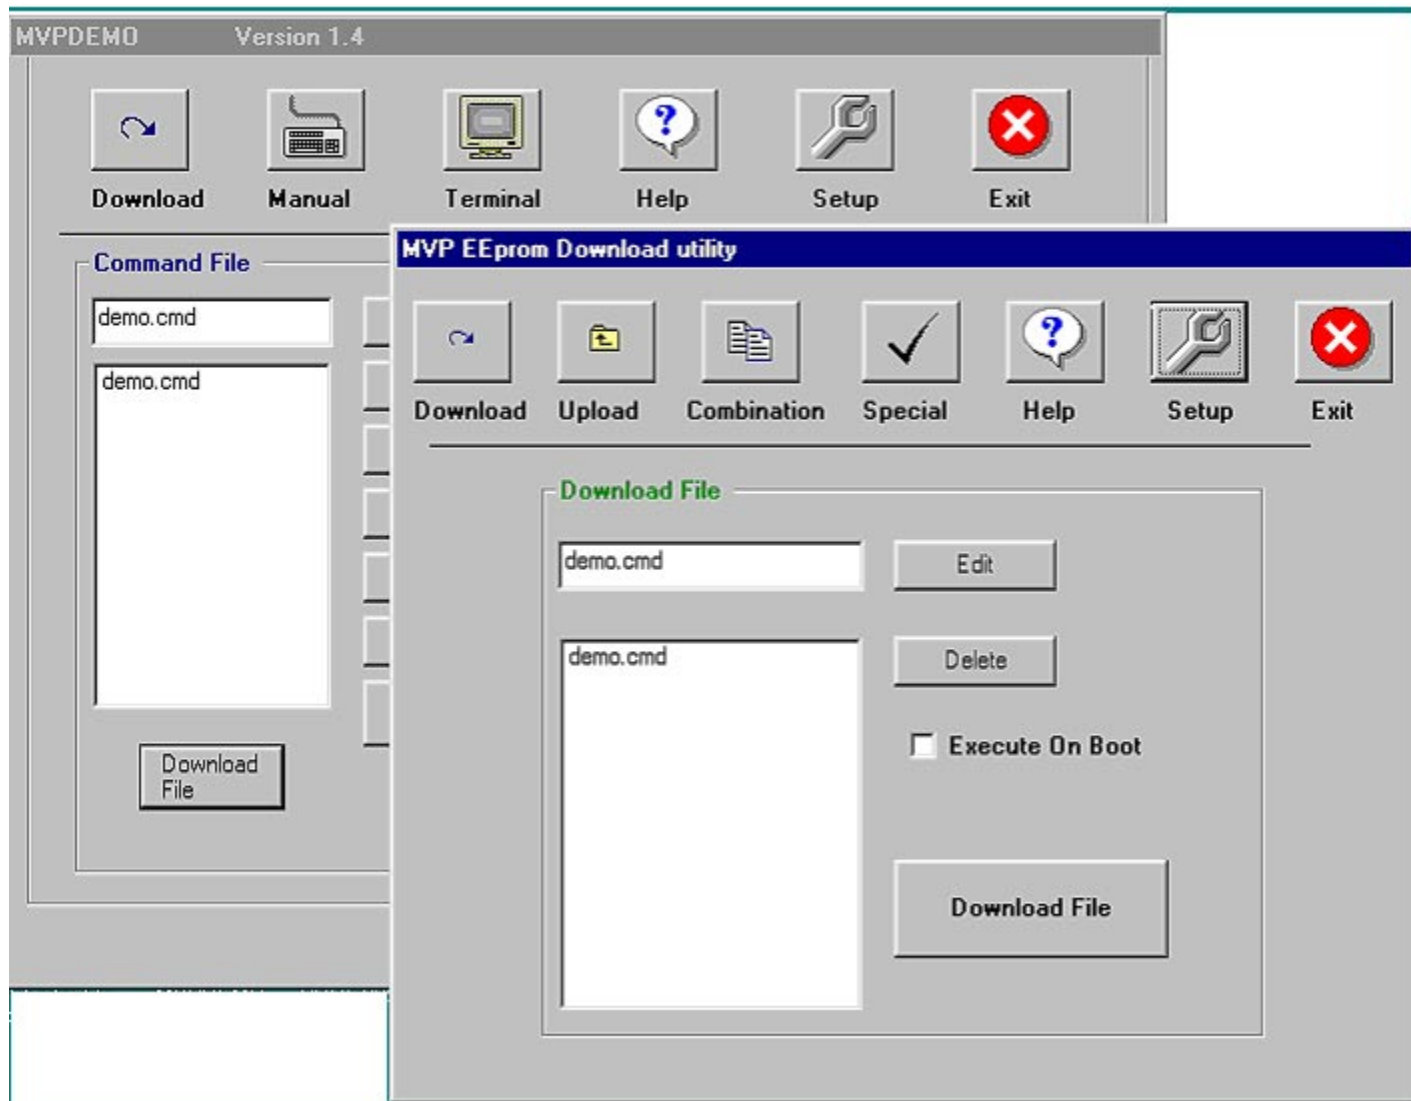 MVPDEMO Version 1.4
Download Manual Terminal Help Setup Exit
Command File
demo.cmd
demo.cmd
Download
File
MVP EEprom Download utility
Download Upload Combination Special Help Setup Exit
Download File
demo.cmd
Edit
demo.cmd
Delete
Execute On Boot
Download File